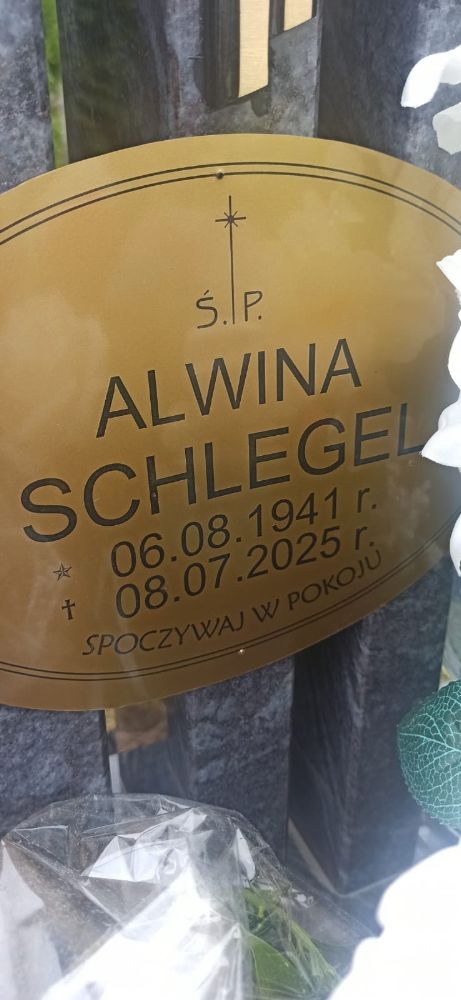 Ś. P.
ALWINA
SCHLEGEL
06.08.1941 r.
08.07.2025 r.
SPOCZYWAJ W POKOJU